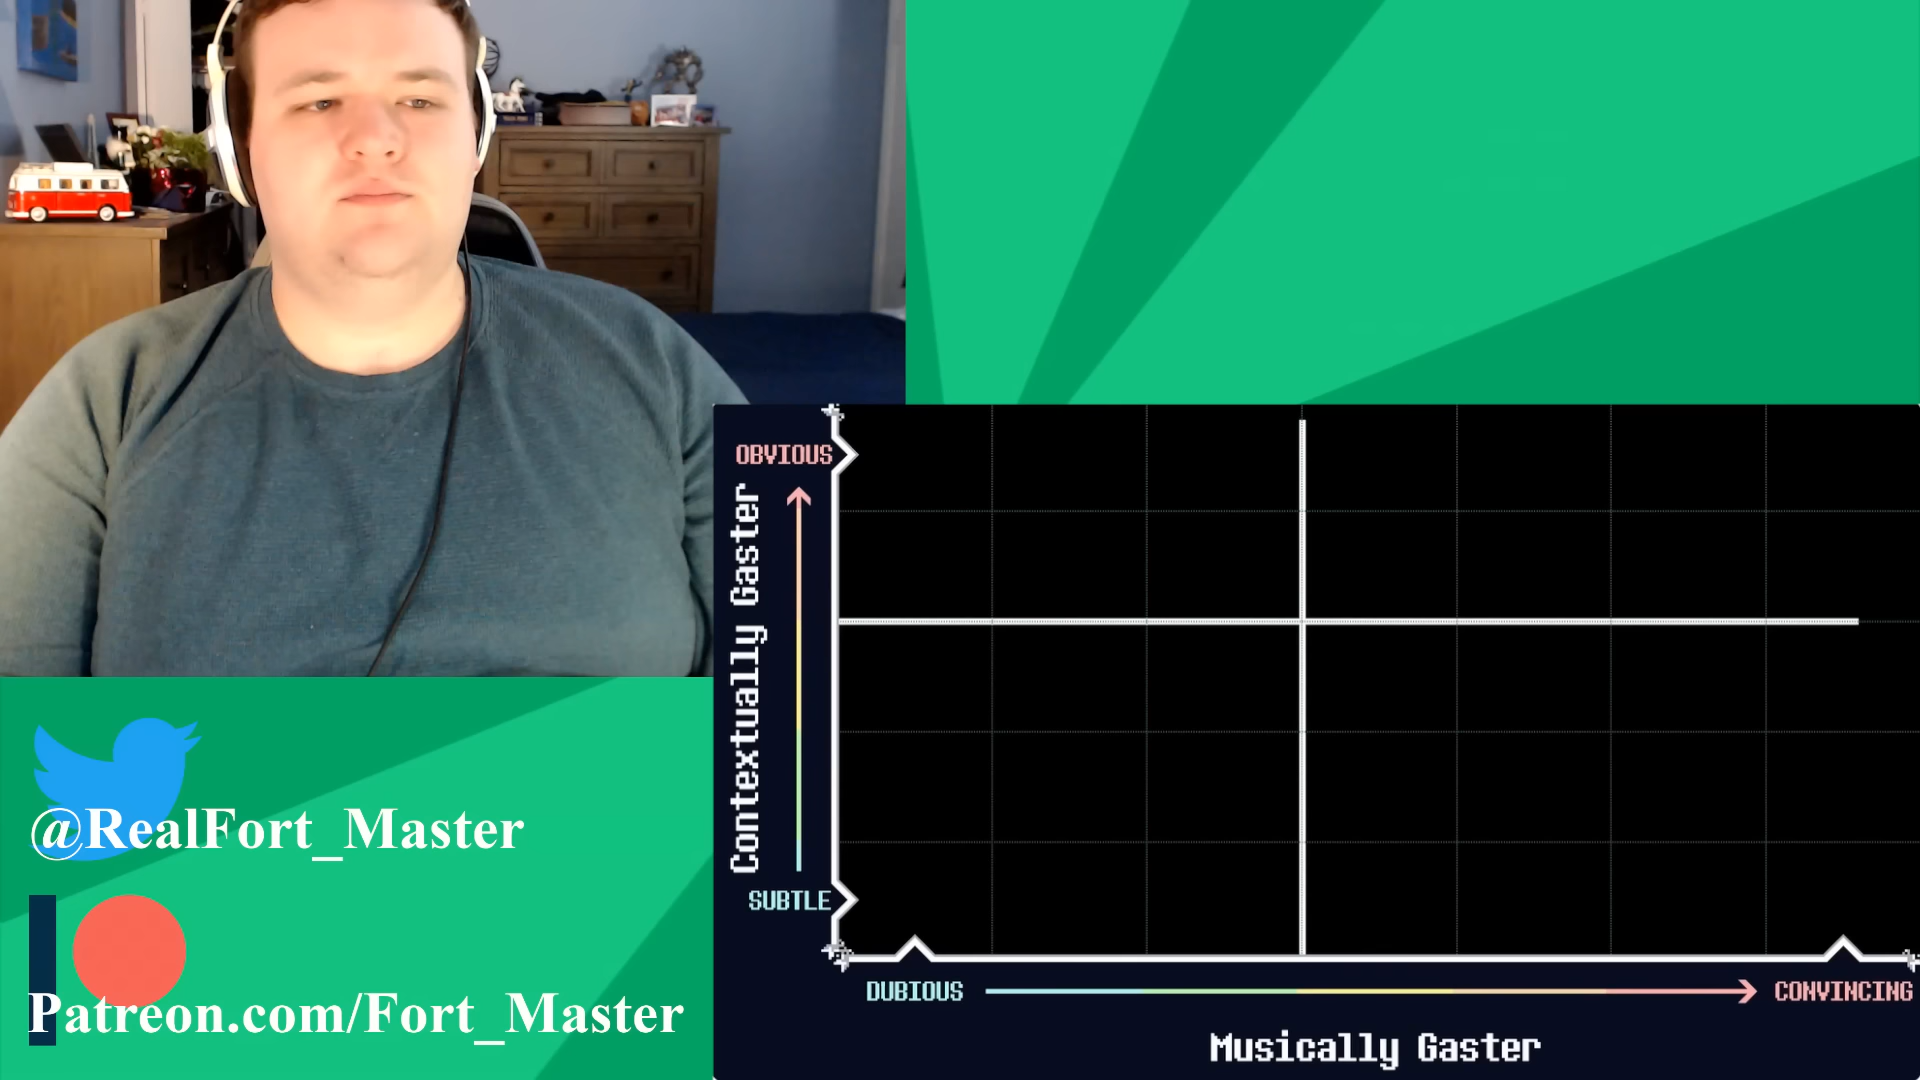 OBVIOUS
Contextually Gaster
SUBTLE
DUBIOUS
CONVINCING
Musically Gaster
@RealFort_Master
Patreon.com/Fort_Master